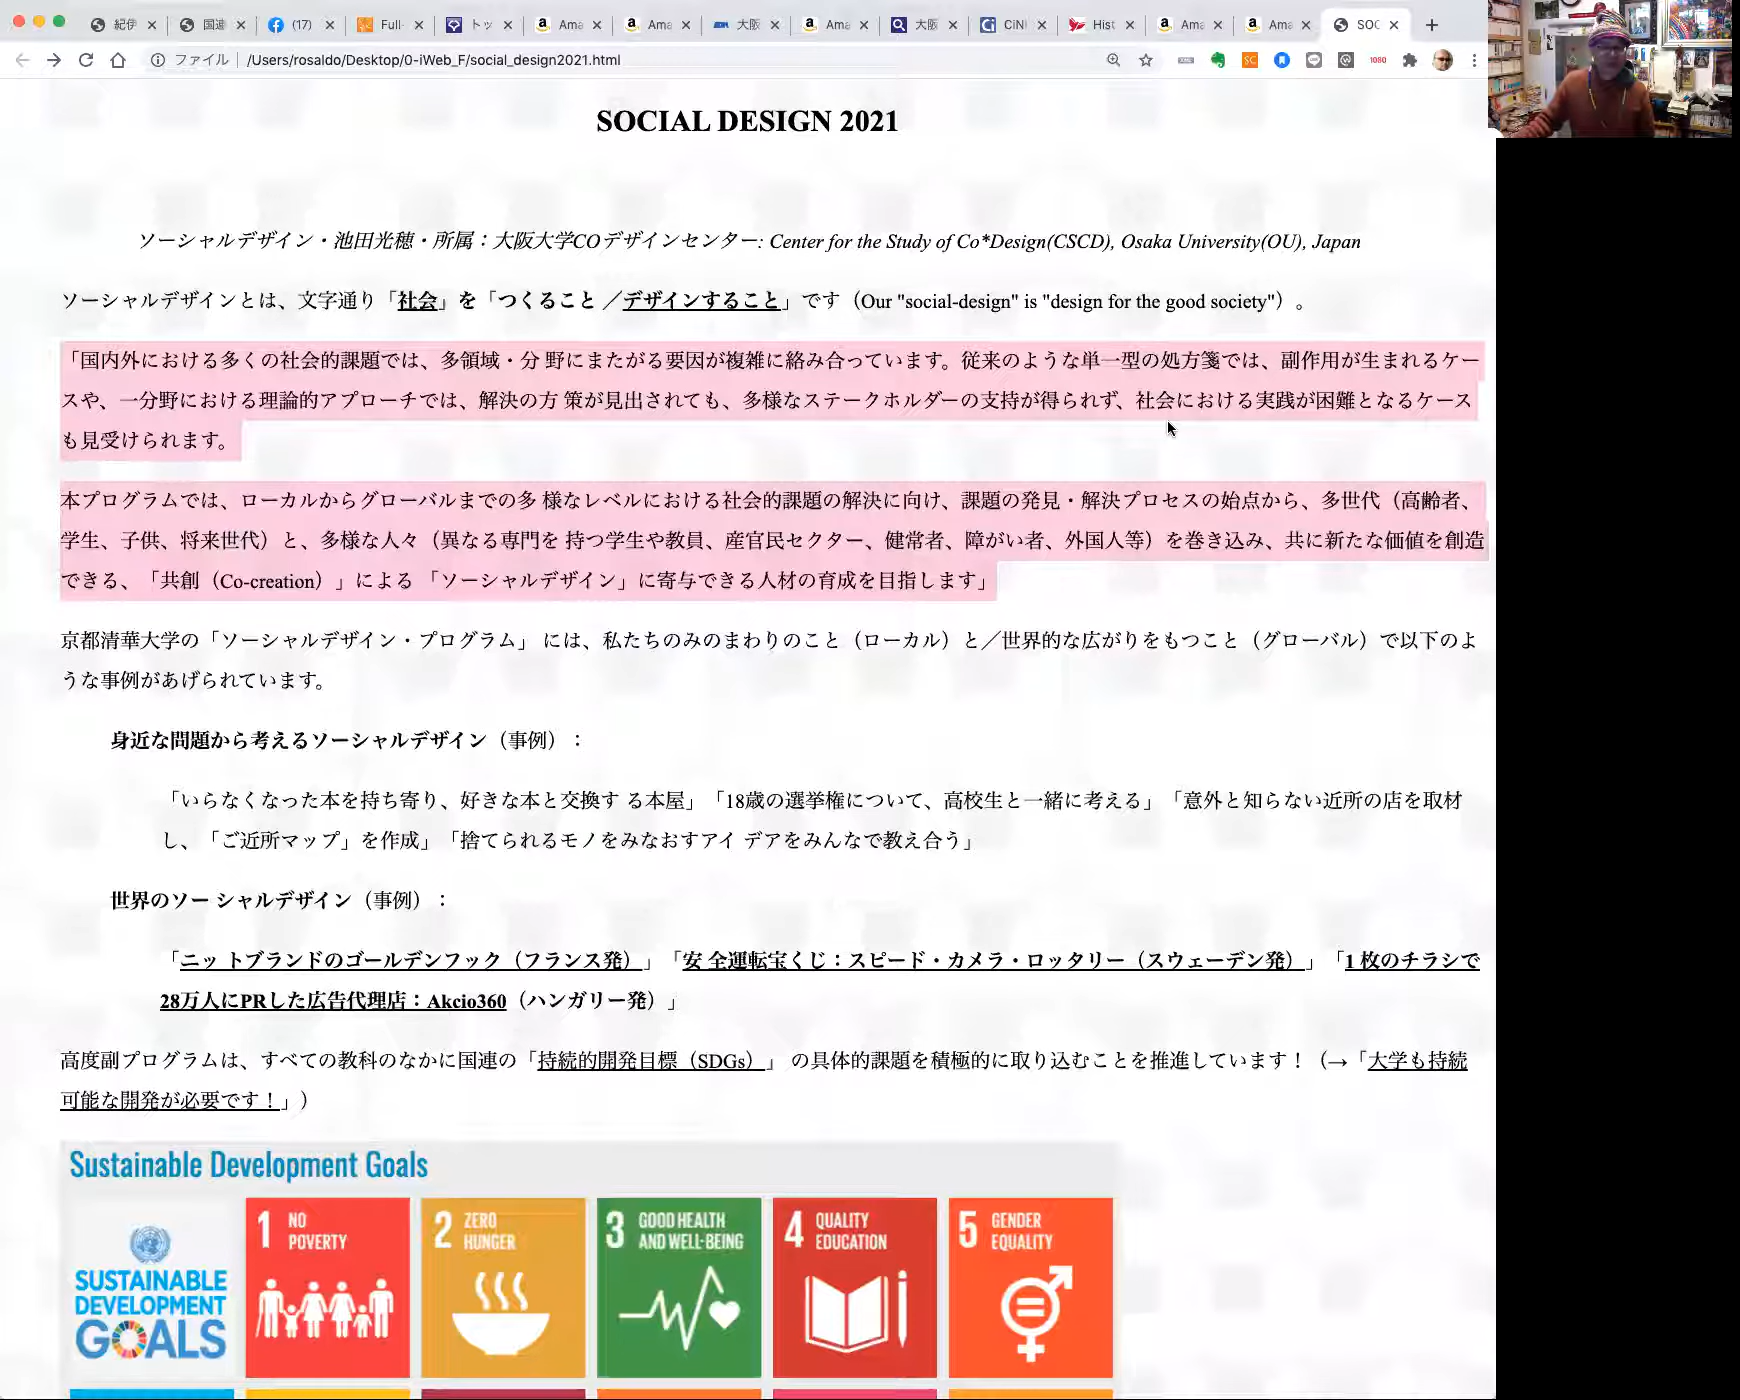 紀伊
国連
(17)
Full-
トッ
Ama
Ama
大阪
Ama
大阪
CiNi
Hist
Ama
Ama
SOC
ファイル /Users/rosaldo/Desktop/0-iWeb_F/social_design2021.html
SC
1080
SOCIAL DESIGN 2021
ソーシャルデザイン・池田光穂・所属：大阪大学COデザインセンター: Center for the Study of Co*Design(CSCD), Osaka University(OU), Japan
ソーシャルデザインとは、文字通り「社会」を「つくること ／デザインすること」です（Our "social-design" is "design for the good society"）。
「国内外における多くの社会的課題では、多領域・分 野にまたがる要因が複雑に絡み合っています。従来のような単一型の処方箋では、副作用が生まれるケー
スや、一分野における理論的アプローチでは、解決の方 策が見出されても、多様なステークホルダーの支持が得られず、社会における実践が困難となるケース
も見受けられます。
本プログラムでは、ローカルからグローバルまでの多 様なレベルにおける社会的課題の解決に向け、課題の発見・解決プロセスの始点から、多世代（高齢者、
学生、子供、将来世代）と、多様な人々（異なる専門を 持つ学生や教員、産官民セクター、健常者、障がい者、外国人等）を巻き込み、共に新たな価値を創造
できる、「共創（Co-creation）」による 「ソーシャルデザイン」に寄与できる人材の育成を目指します」
京都清華大学の「ソーシャルデザイン・プログラム」 には、私たちのみのまわりのこと（ローカル）と／世界的な広がりをもつこと（グローバル）で以下のよ
うな事例があげられています。
身近な問題から考えるソーシャルデザイン（事例）：
「いらなくなった本を持ち寄り、好きな本と交換す る本屋」「18歳の選挙権について、高校生と一緒に考える」「意外と知らない近所の店を取材
し、「ご近所マップ」を作成」「捨てられるモノをみなおすアイ デアをみんなで教え合う」
世界のソー シャルデザイン（事例）：
「ニッ トブランドのゴールデンフック（フランス発）」「安 全運転宝くじ：スピード・カメラ・ロッタリー（スウェーデン発）」「1 枚のチラシで
28万人にPRした広告代理店：Akcio360（ハンガリー発）」
高度副プログラムは、すべての教科のなかに国連の「持続的開発目標（SDGs）」 の具体的課題を積極的に取り込むことを推進しています！（→「大学も持続
可能な開発が必要です！」）
Sustainable Development Goals
SUSTAINABLE
DEVELOPMENT
GOALS
1 NO
POVERTY
2 ZERO
HUNGER
3 GOOD HEALTH
AND WELL-BEING
4 QUALITY
EDUCATION
5 GENDER
EQUALITY